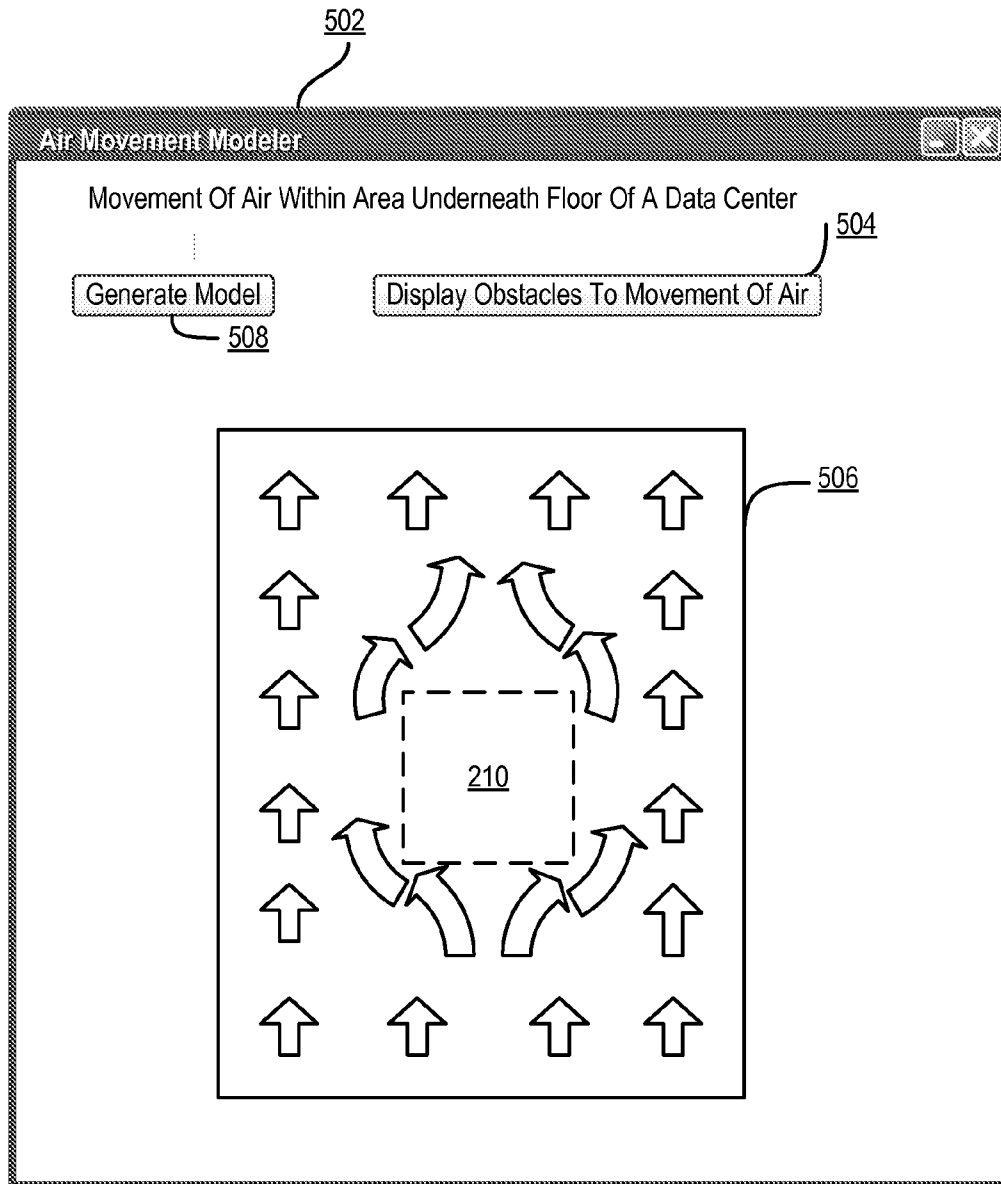 502
Air Movement Modeler
Movement Of Air Within Area Underneath Floor Of A Data Center
504
Generate Model
Display Obstacles To Movement Of Air
508
506
210